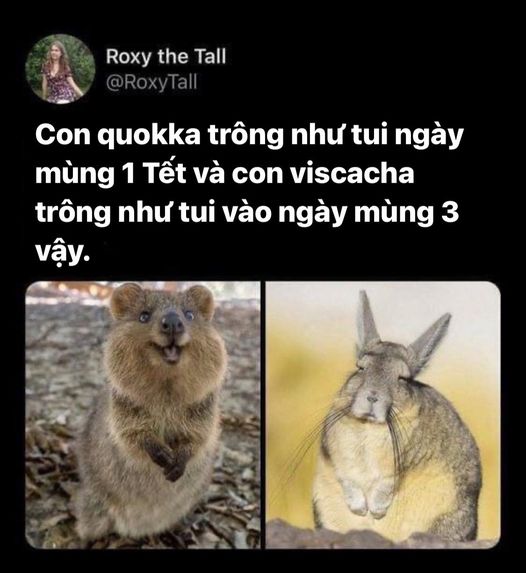 Roxy the Tall
@RoxyTall
Con quokka trông như tui ngày
mùng 1 Tết và con viscacha
trông như tui vào ngày mùng 3
vậy.